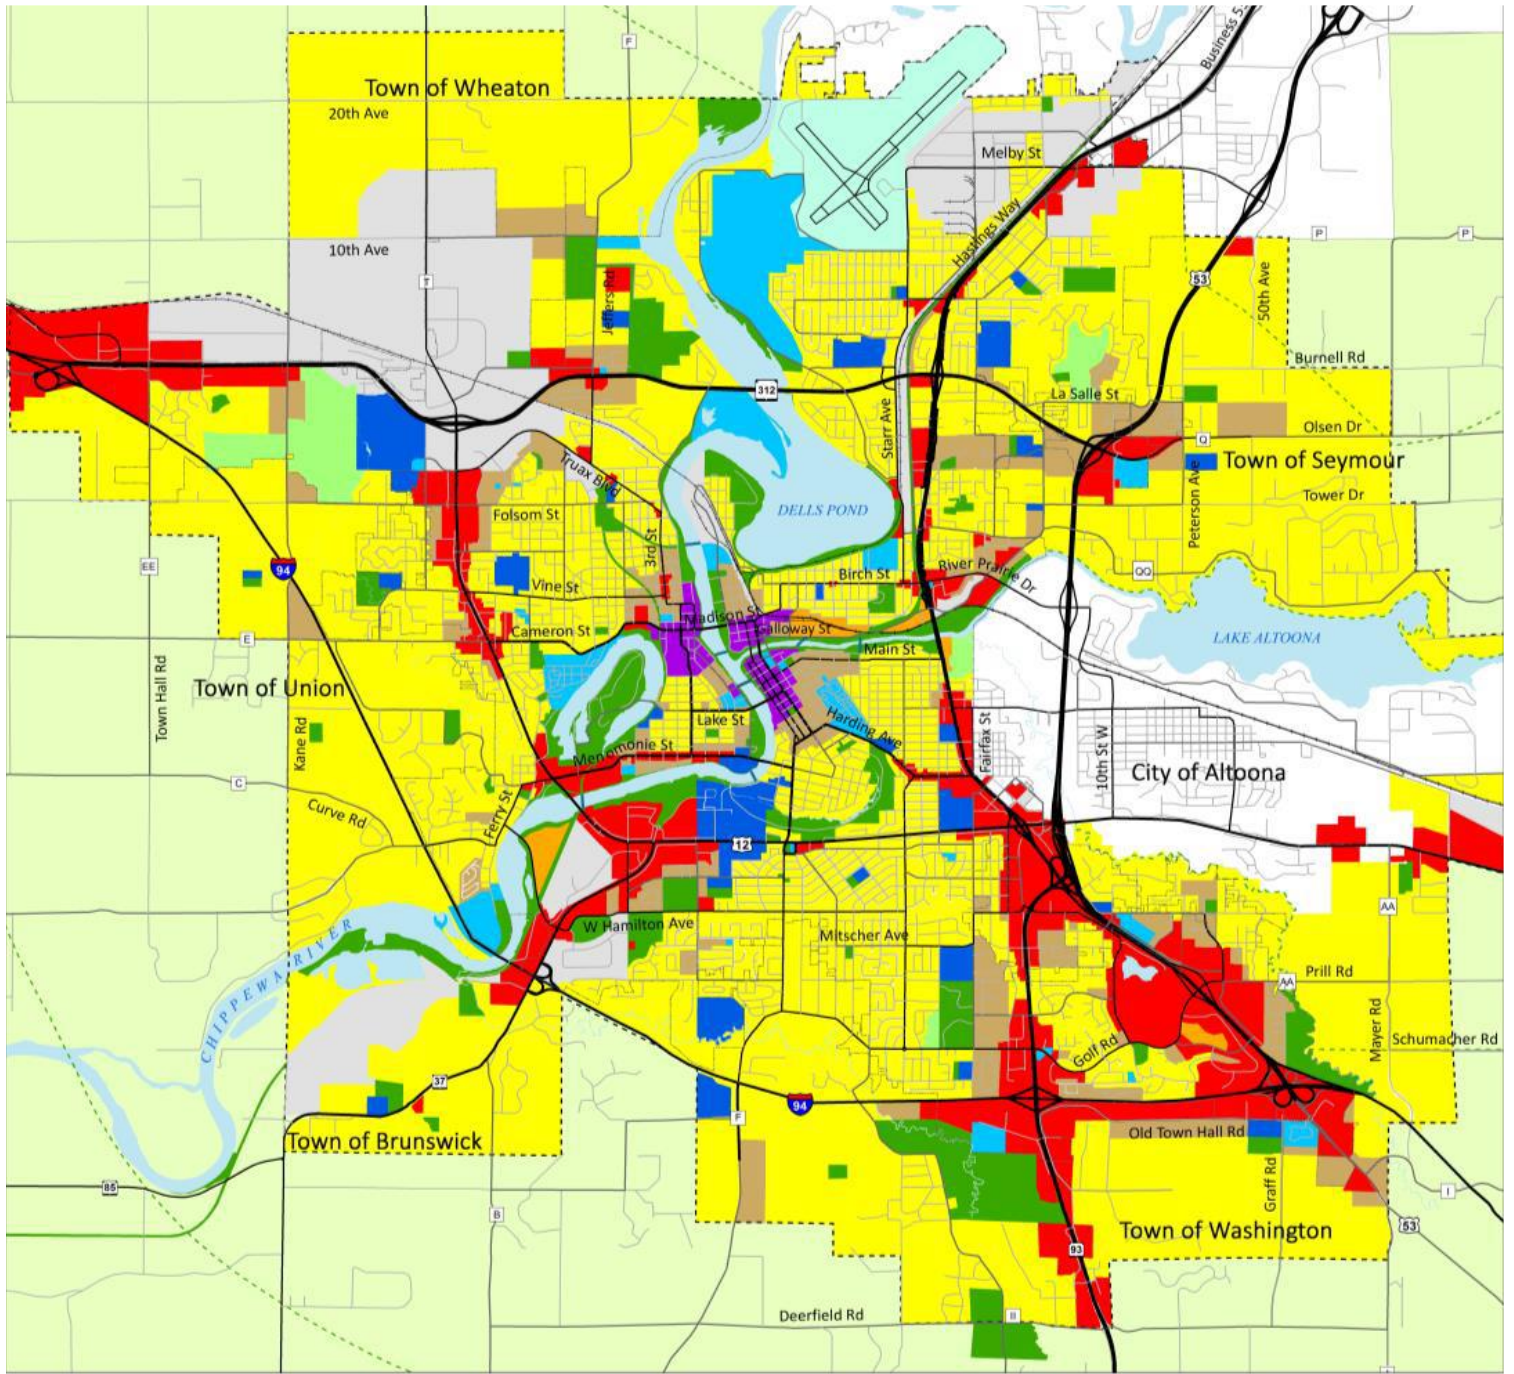 Business 5
F
Town of Wheaton
20th Ave
Melby St
Hastings Way
P
P
10th Ave
T
53
50th Ave
Jeffers Rd
Burnell Rd
312
La Salle St
Starr Ave
Olsen Dr
Q
Town of Seymour
Truax Blvd
Peterson Ave
Tower Dr
DELLS POND
Folsom St
3rd St
EE
94
Vine St
Birch St
River Prairie Dr
QQ
Madison St
Galloway St
Cameron St
E
Main St
LAKE ALTOONA
Town Hall Rd
Town of Union
Kane Rd
Lake St
Harding Ave
Fairfax St
10th St W
Menomonie St
City of Altoona
C
Curve Rd
Ferry St
12
AA
CHIPPEWA RIVER
W Hamilton Ave
Mitscher Ave
Prill Rd
AA
Mayer Rd
Schumacher Rd
Golf Rd
37
94
F
Town of Brunswick
Old Town Hall Rd
85
Graff Rd
I
B
Town of Washington
53
93
Deerfield Rd
II